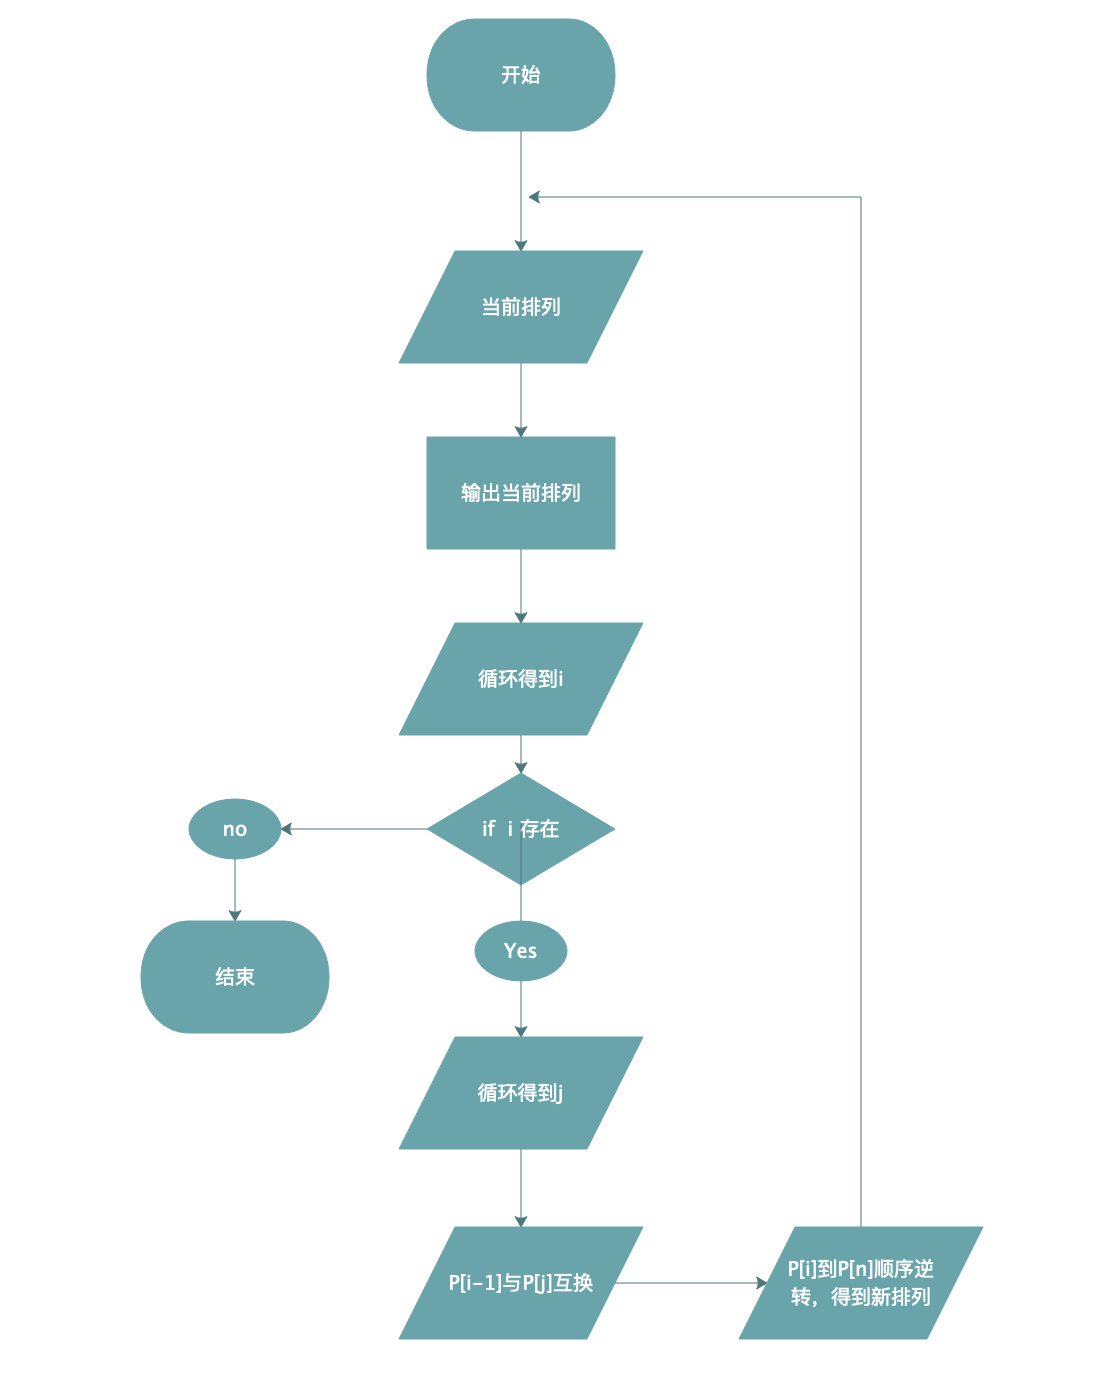 开始
当前排列
输出当前排列
循环得到i
if i 存在
no
Yes
结束
循环得到j
P[i-1]与P[j]互换
P[i]到P[n]顺序逆
转，得到新排列